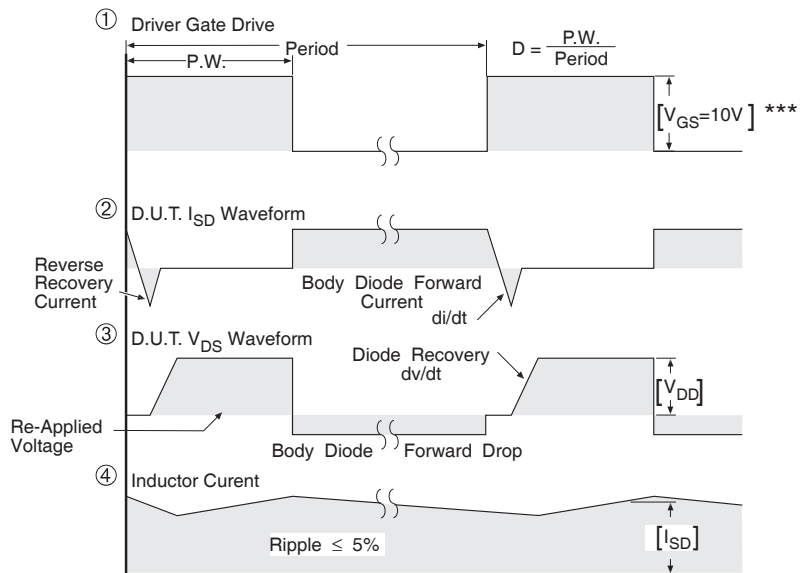 ① Driver Gate Drive
Period
P.W.
D = P.W. / Period
[V_GS=10V] ***
② D.U.T. I_SD Waveform
Reverse
Recovery
Current
Body Diode Forward
Current
di/dt
③ D.U.T. V_DS Waveform
Diode Recovery
dv/dt
[V_DD]
Re-Applied
Voltage
Body Diode Forward Drop
④ Inductor Curent
Ripple ≤ 5%
[I_SD]